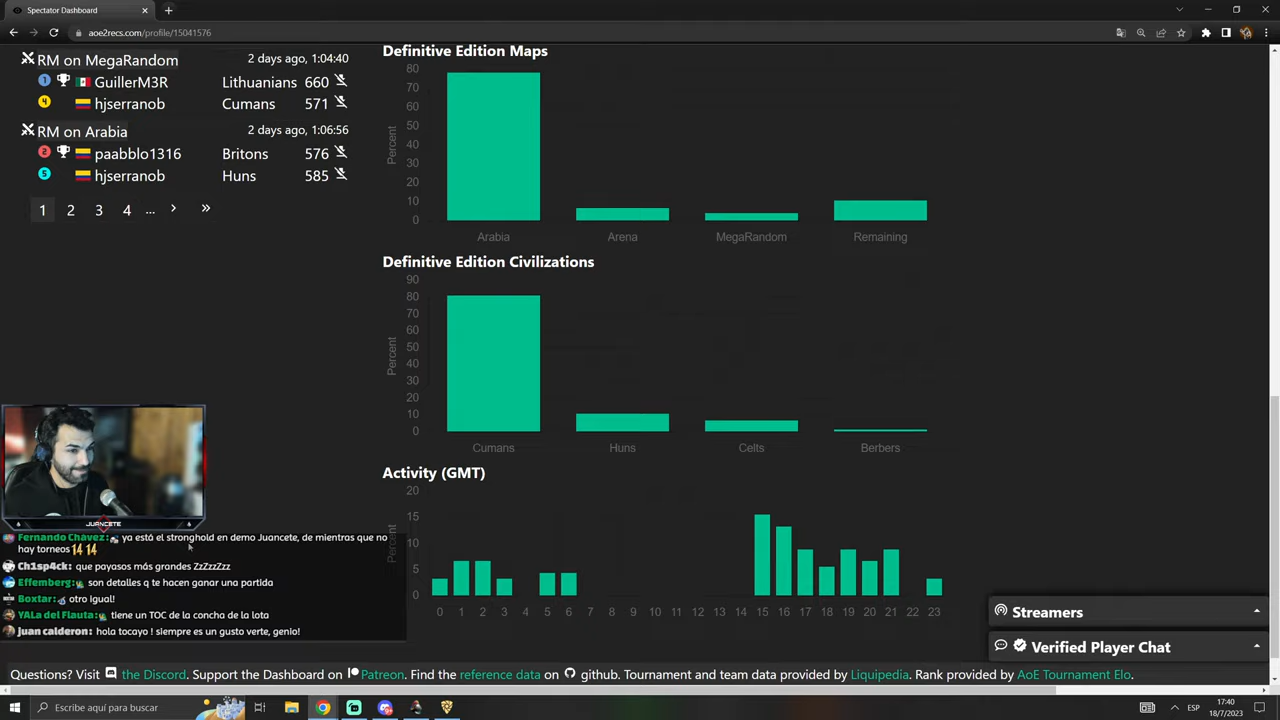 Spectator Dashboard
aoe2recs.com/profile/15041576
RM on MegaRandom 2 days ago, 1:04:40
1 GuillerM3R Lithuanians 660
4 hjserranob Cumans 571
RM on Arabia 2 days ago, 1:06:56
2 paabblo1316 Britons 576
5 hjserranob Huns 585
1 2 3 4 ... > »
Definitive Edition Maps
Percent
80
70
60
50
40
30
20
10
0
Arabia Arena MegaRandom Remaining
Definitive Edition Civilizations
Percent
90
80
70
60
50
40
30
20
10
0
Cumans Huns Celts Berbers
Activity (GMT)
Percent
20
15
10
5
0
0 1 2 3 4 5 6 7 8 9 10 11 12 13 14 15 16 17 18 19 20 21 22 23
JUANCETE
Fernando Chávez: ya está el stronghold en demo Juancete, de mientras que no
hay torneos 14 14
Ch1sp4ck: que payasos más grandes ZzZzzZzz
Effemberg: son detalles q te hacen ganar una partida
Boxtar: otro igual!
YALa del Flauta: tiene un TOC de la concha de la lota
Juan calderon: hola tocayo ! siempre es un gusto verte, genio!
Streamers
Verified Player Chat
Questions? Visit the Discord. Support the Dashboard on Patreon. Find the reference data on github. Tournament and team data provided by Liquipedia. Rank provided by AoE Tournament Elo.
Escribe aquí para buscar
ESP
17:40
18/7/2023